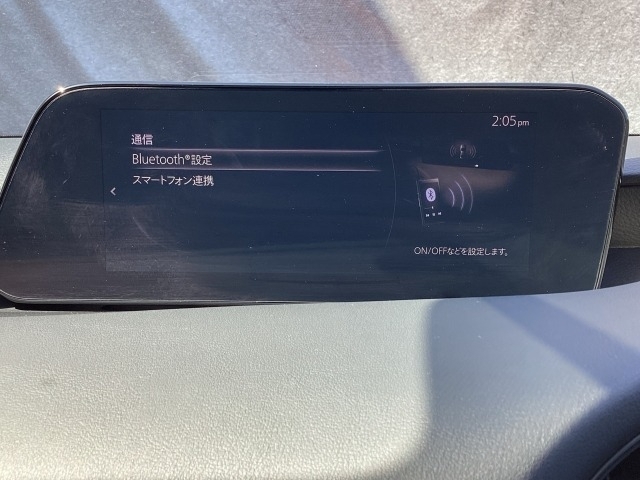 2:05pm
通信
Bluetooth®設定
スマートフォン連携
ON/OFFなどを設定します。